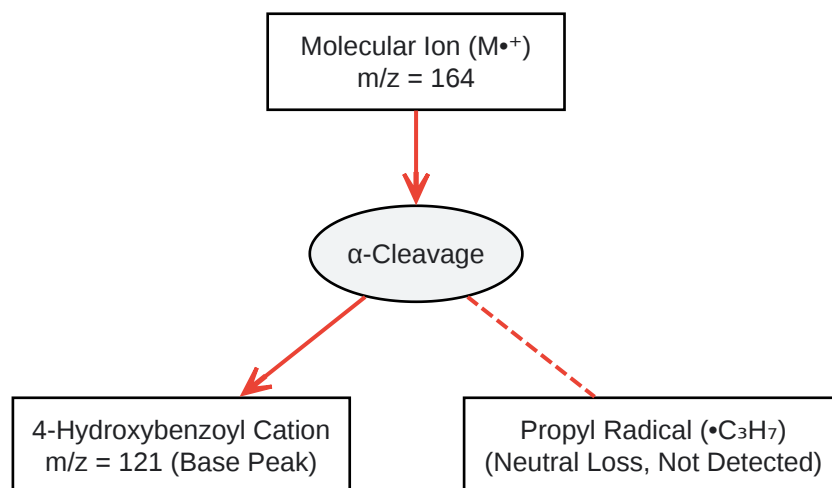 Molecular Ion (M•⁺)
m/z = 164
α-Cleavage
4-Hydroxybenzoyl Cation
m/z = 121 (Base Peak)
Propyl Radical (•C₃H₇)
(Neutral Loss, Not Detected)